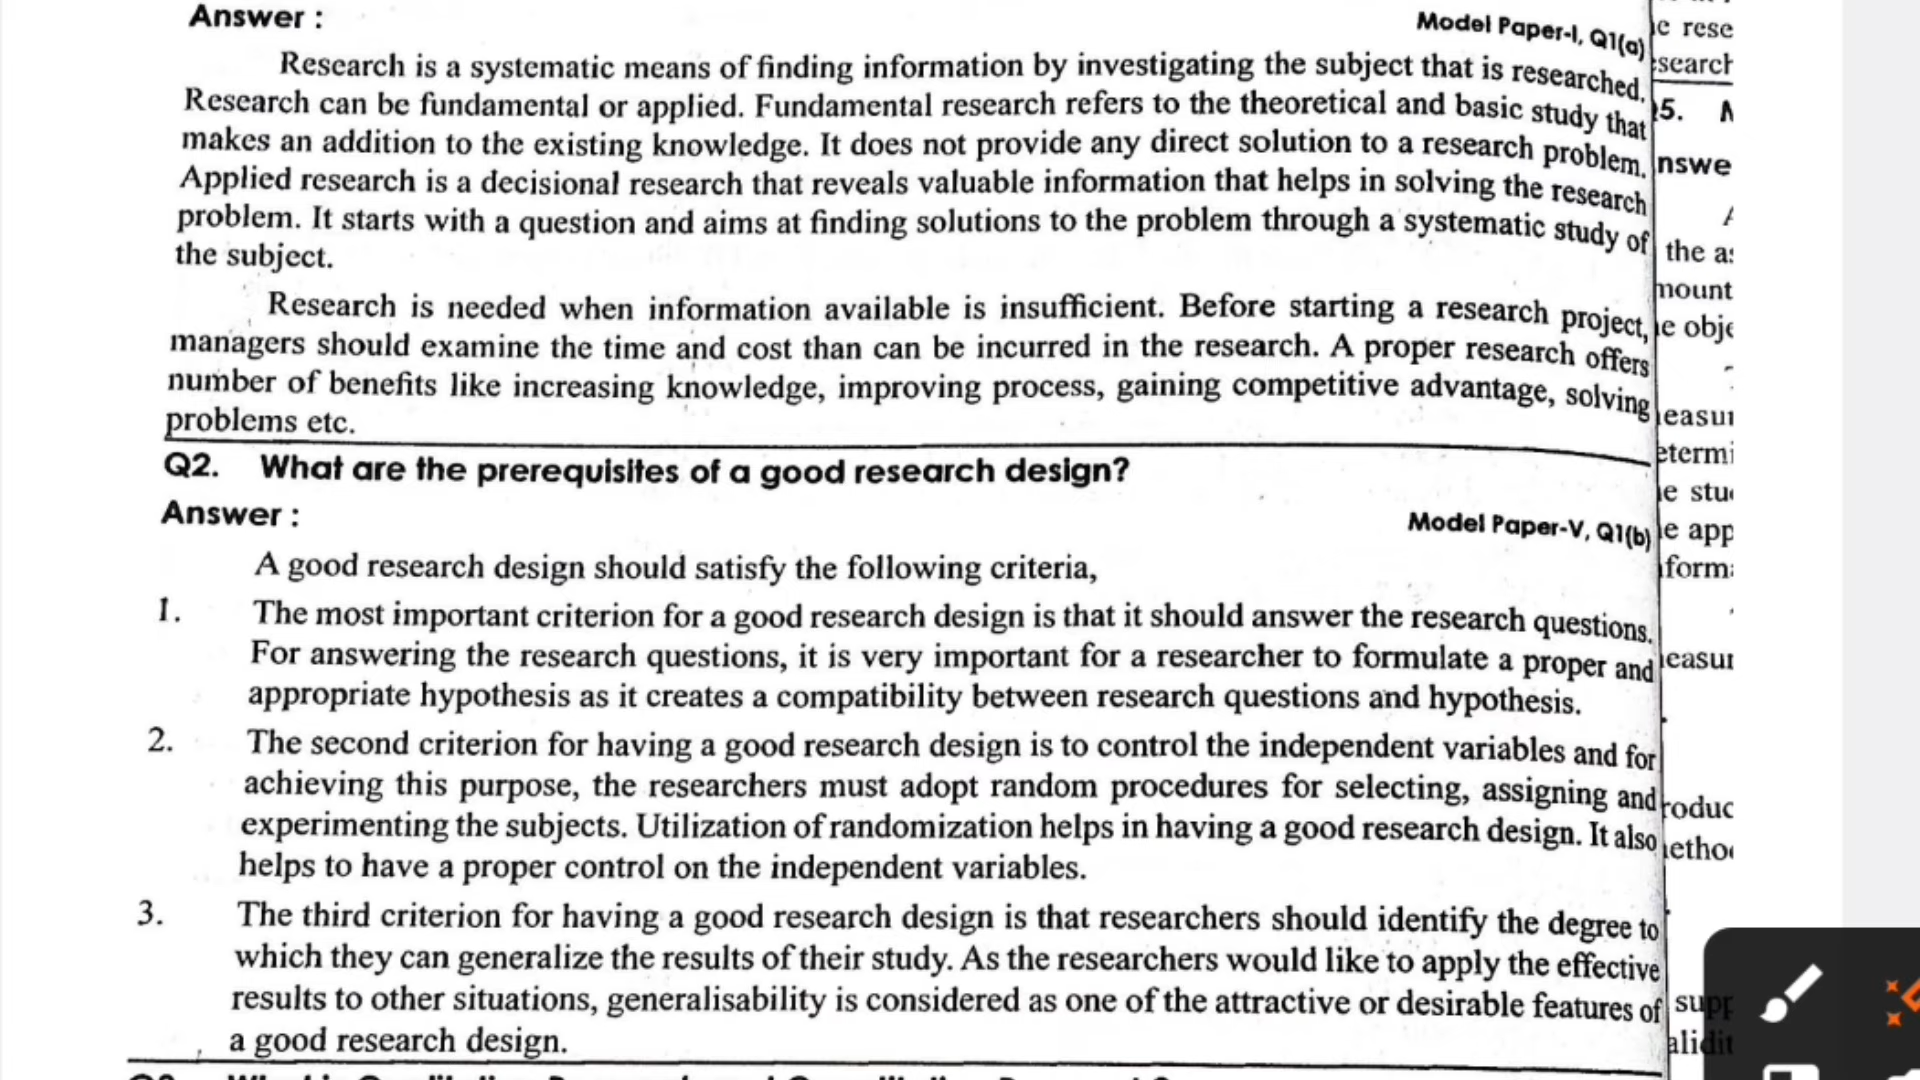 Answer :
Model Paper-I, Q1(a)
Research is a systematic means of finding information by investigating the subject that is researched.
Research can be fundamental or applied. Fundamental research refers to the theoretical and basic study that
makes an addition to the existing knowledge. It does not provide any direct solution to a research problem.
Applied research is a decisional research that reveals valuable information that helps in solving the research
problem. It starts with a question and aims at finding solutions to the problem through a systematic study of
the subject.
Research is needed when information available is insufficient. Before starting a research project,
managers should examine the time and cost than can be incurred in the research. A proper research offers
number of benefits like increasing knowledge, improving process, gaining competitive advantage, solving
problems etc.
Q2. What are the prerequisites of a good research design?
Answer :
Model Paper-V, Q1(b)
A good research design should satisfy the following criteria,
1. The most important criterion for a good research design is that it should answer the research questions.
For answering the research questions, it is very important for a researcher to formulate a proper and
appropriate hypothesis as it creates a compatibility between research questions and hypothesis.
2. The second criterion for having a good research design is to control the independent variables and for
achieving this purpose, the researchers must adopt random procedures for selecting, assigning and
experimenting the subjects. Utilization of randomization helps in having a good research design. It also
helps to have a proper control on the independent variables.
3. The third criterion for having a good research design is that researchers should identify the degree to
which they can generalize the results of their study. As the researchers would like to apply the effective
results to other situations, generalisability is considered as one of the attractive or desirable features of
a good research design.
5.
the